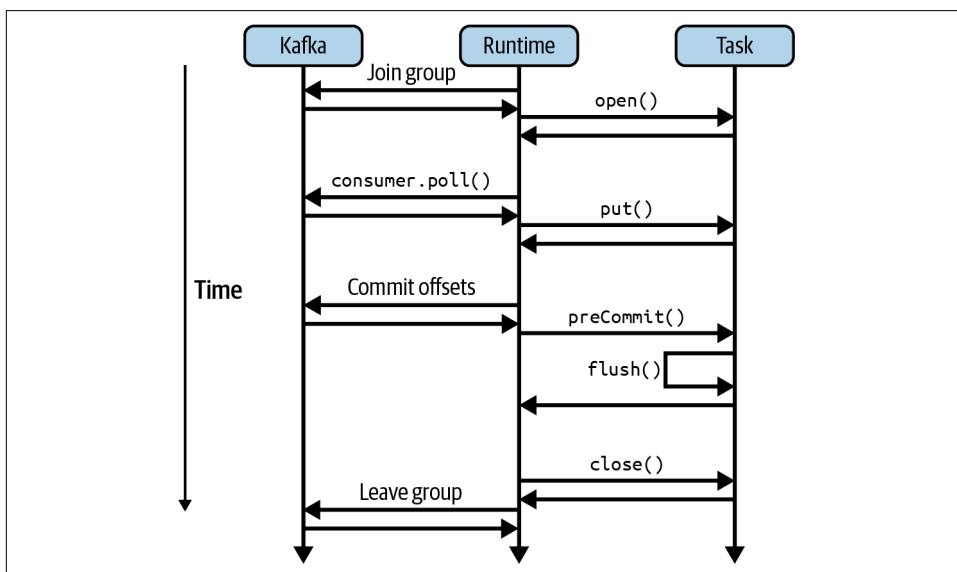 Kafka
Runtime
Task
Join group
open()
consumer.poll()
put()
Time
Commit offsets
preCommit()
flush()
close()
Leave group